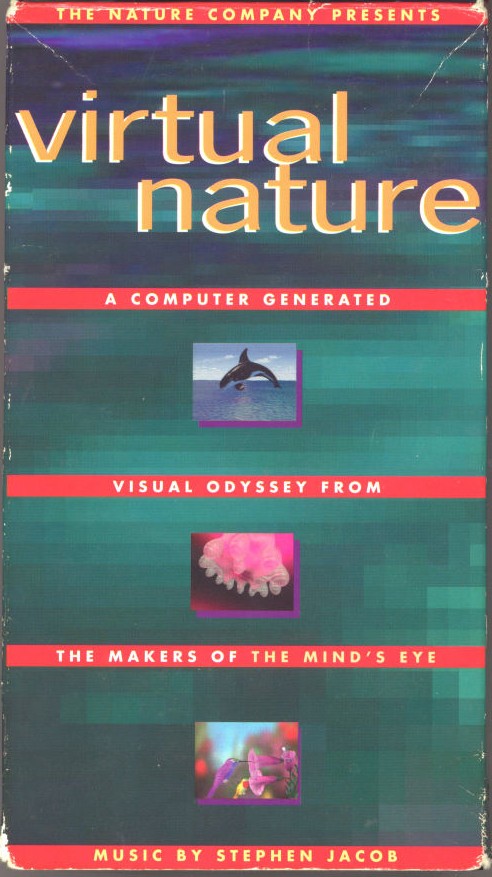 THE NATURE COMPANY PRESENTS
virtual
nature
A COMPUTER GENERATED
VISUAL ODYSSEY FROM
THE MAKERS OF THE MIND'S EYE
MUSIC BY STEPHEN JACOB